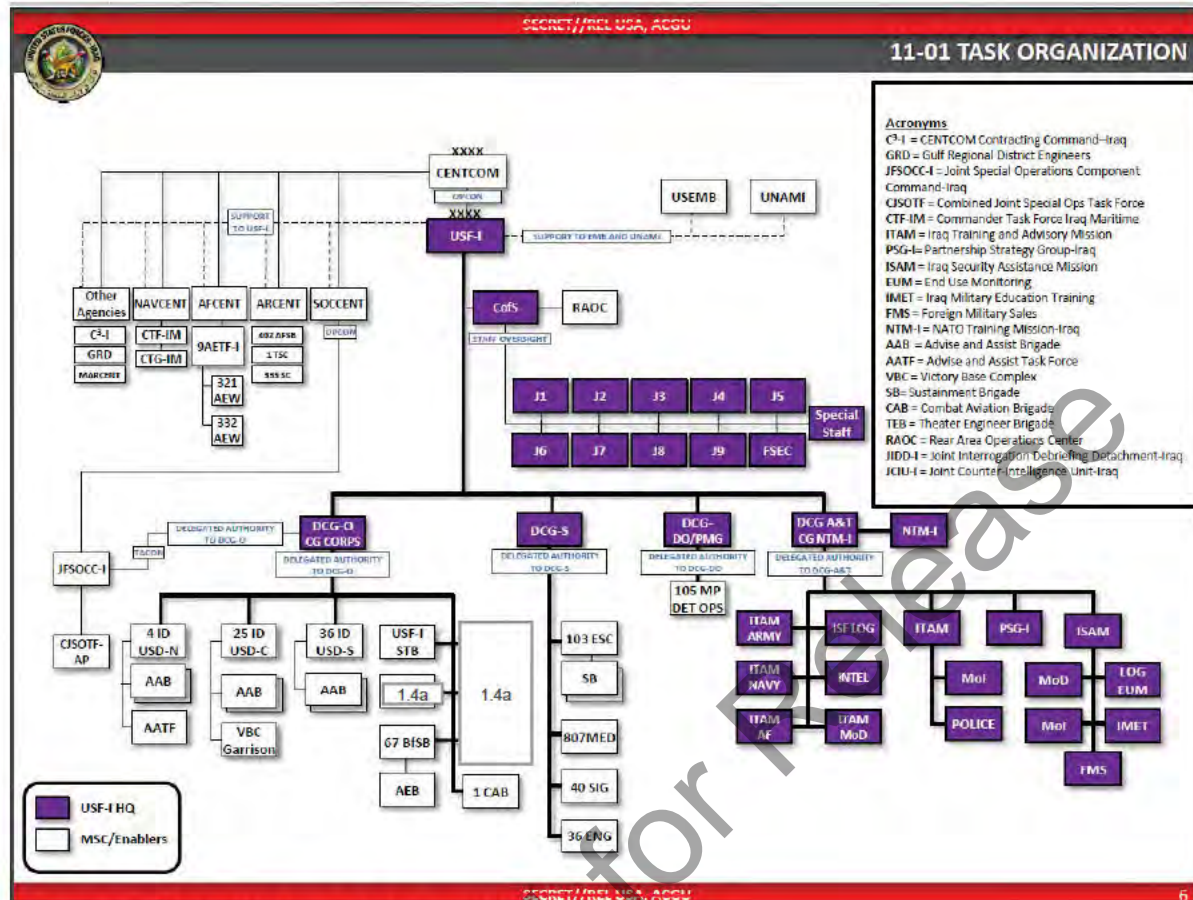 SECRET//REL USA, ACGU
11-01 TASK ORGANIZATION
Acronyms
C³-I = CENTCOM Contracting Command–Iraq
GRD = Gulf Regional District Engineers
JFSOCC-I = Joint Special Operations Component
Command-Iraq
CJSOTF = Combined Joint Special Ops Task Force
CTF-IM = Commander Task Force Iraq Maritime
ITAM = Iraq Training and Advisory Mission
PSG-I= Partnership Strategy Group-Iraq
ISAM = Iraq Security Assistance Mission
EUM = End Use Monitoring
IMET = Iraq Military Education Training
FMS = Foreign Military Sales
NTM-I = NATO Training Mission-Iraq
AAB = Advise and Assist Brigade
AATF = Advise and Assist Task Force
VBC = Victory Base Complex
SB= Sustainment Brigade
CAB = Combat Aviation Brigade
TEB = Theater Engineer Brigade
RAOC = Rear Area Operations Center
JIDD-I = Joint Interrogation Debriefing Detachment-Iraq
JCIU-I = Joint Counter-Intelligence Unit-Iraq
XXXX
CENTCOM
OPCON
XXXX
USF-I
USEMB
UNAMI
SUPPORT TO EMB AND UNAMI
SUPPORT
TO USF-I
Other
Agencies
NAVCENT
AFCENT
ARCENT
SOCCENT
C³-I
GRD
MARCENT
CTF-IM
CTG-IM
9AETF-I
321
AEW
332
AEW
402 AFSB
1 TSC
335 SC
OPCON
CofS
RAOC
STAFF OVERSIGHT
J1
J2
J3
J4
J5
Special
Staff
J6
J7
J8
J9
FSEC
DCG-O
CG CORPS
DCG-S
DCG-
DO/PMG
DCG A&T
CG NTM-I
NTM-I
DELEGATED AUTHORITY
TO DCG-O
TACON
JFSOCC-I
CJSOTF-
AP
DELEGATED AUTHORITY
TO DCG-O
DELEGATED AUTHORITY
TO DCG-S
DELEGATED AUTHORITY
TO DCG-DO
DELEGATED AUTHORITY
TO DCG-A&T
105 MP
DET OPS
4 ID
USD-N
AAB
AATF
25 ID
USD-C
AAB
VBC
Garrison
36 ID
USD-S
AAB
USF-I
STB
1.4a
1.4a
67 BfSB
AEB
1 CAB
103 ESC
SB
807MED
40 SIG
36 ENG
ITAM
ARMY
ISF LOG
ITAM
NAVY
INTEL
ITAM
AF
ITAM
MoD
ITAM
MoI
POLICE
PSG-I
ISAM
MoD
LOG
EUM
MoI
IMET
FMS
USF-I HQ
MSC/Enablers
for Release
SECRET//REL USA, ACGU
6